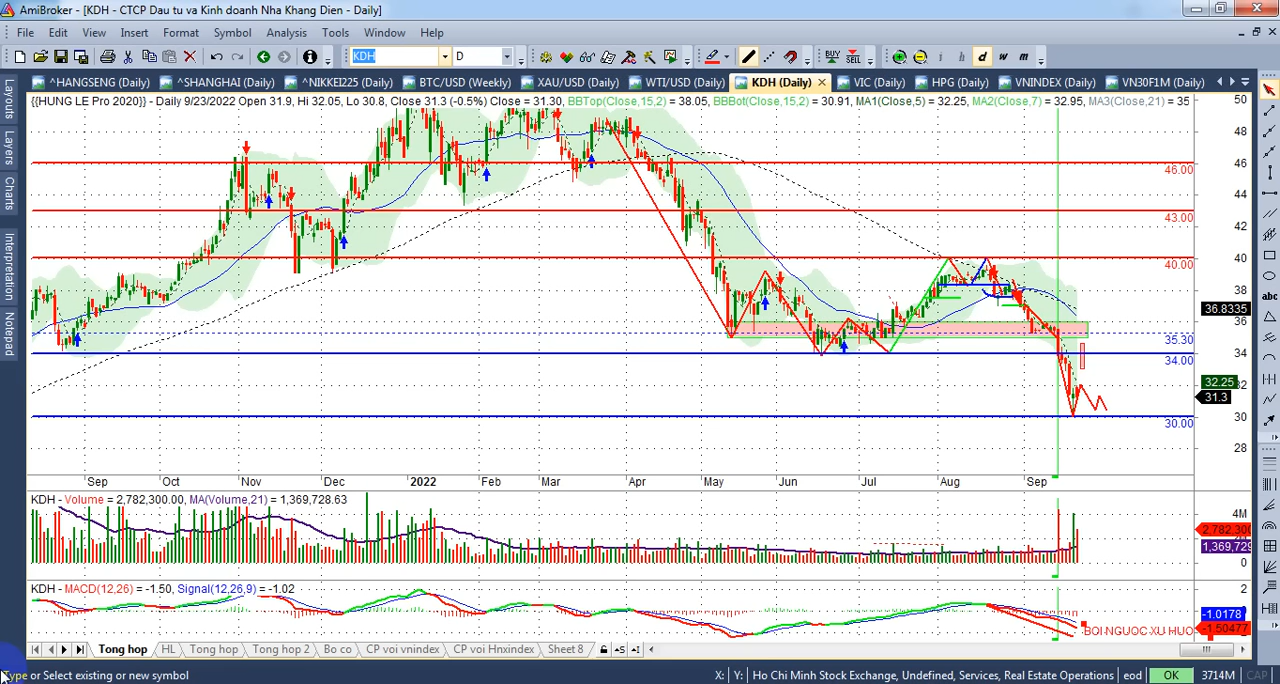 AmiBroker - [KDH - CTCP Dau tu va Kinh doanh Nha Khang Dien - Daily]
File Edit View Insert Format Symbol Analysis Tools Window Help
KDH D BUY SELL i h d w m
^HANGSENG (Daily) ^SHANGHAI (Daily) ^NIKKEI225 (Daily) BTC/USD (Weekly) XAU/USD (Daily) WTI/USD (Daily) KDH (Daily) VIC (Daily) HPG (Daily) VNINDEX (Daily) VN30F1M (Daily)
Layouts
Layers
Charts
Interpretation
Notepad
abc
{{HUNG LE Pro 2020}} - Daily 9/23/2022 Open 31.9, Hi 32.05, Lo 30.8, Close 31.3 (-0.5%) Close = 31.30, BBTop(Close,15,2) = 38.05, BBBot(Close,15,2) = 30.91, MA1(Close,5) = 32.25, MA2(Close,7) = 32.95, MA3(Close,21) = 35
50
48
46
46.00
44
43.00
42
40
40.00
38
36.8335
36
35.30
34
34.00
32.25
32
31.3
30
30.00
28
Sep Oct Nov Dec 2022 Feb Mar Apr May Jun Jul Aug Sep
KDH - Volume = 2,782,300.00, MA(Volume,21) = 1,369,728.63
4M
2,782,300
1,369,729
0
KDH - MACD(12,26) = -1.50, Signal(12,26,9) = -1.02
2
-1.0178
BOI NGUOC XU HUO
-1.50477
Tong hop HL Tong hop Tong hop 2 Bo co CP voi vnindex CP voi Hnxindex Sheet 8
Type or Select existing or new symbol X: Y: Ho Chi Minh Stock Exchange, Undefined, Services, Real Estate Operations eod OK 3714M CAP